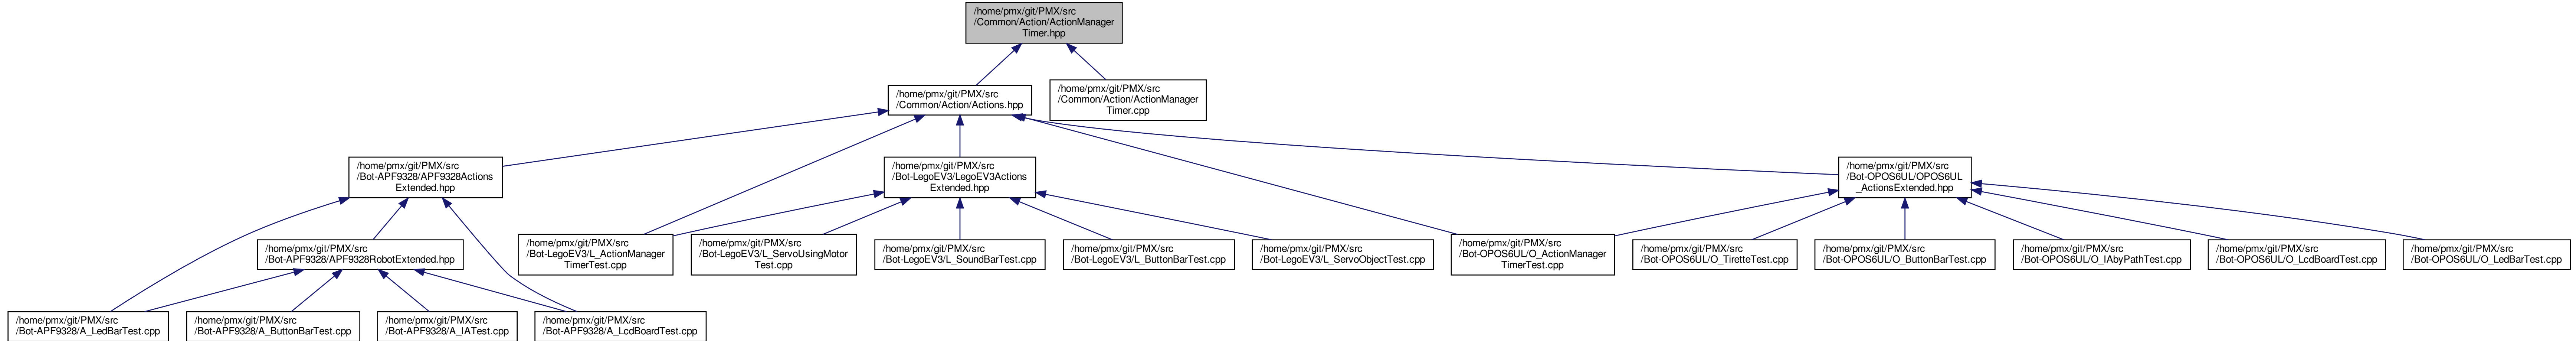 /home/pmx/git/PMX/src
/Common/Action/ActionManager
Timer.hpp
/home/pmx/git/PMX/src
/Common/Action/Actions.hpp
/home/pmx/git/PMX/src
/Common/Action/ActionManager
Timer.cpp
/home/pmx/git/PMX/src
/Bot-APF9328/APF9328Actions
Extended.hpp
/home/pmx/git/PMX/src
/Bot-LegoEV3/LegoEV3Actions
Extended.hpp
/home/pmx/git/PMX/src
/Bot-OPOS6UL/OPOS6UL
_ActionsExtended.hpp
/home/pmx/git/PMX/src
/Bot-APF9328/APF9328RobotExtended.hpp
/home/pmx/git/PMX/src
/Bot-LegoEV3/L_ActionManager
TimerTest.cpp
/home/pmx/git/PMX/src
/Bot-LegoEV3/L_ServoUsingMotor
Test.cpp
/home/pmx/git/PMX/src
/Bot-LegoEV3/L_SoundBarTest.cpp
/home/pmx/git/PMX/src
/Bot-LegoEV3/L_ButtonBarTest.cpp
/home/pmx/git/PMX/src
/Bot-LegoEV3/L_ServoObjectTest.cpp
/home/pmx/git/PMX/src
/Bot-OPOS6UL/O_ActionManager
TimerTest.cpp
/home/pmx/git/PMX/src
/Bot-OPOS6UL/O_TiretteTest.cpp
/home/pmx/git/PMX/src
/Bot-OPOS6UL/O_ButtonBarTest.cpp
/home/pmx/git/PMX/src
/Bot-OPOS6UL/O_IAbyPathTest.cpp
/home/pmx/git/PMX/src
/Bot-OPOS6UL/O_LcdBoardTest.cpp
/home/pmx/git/PMX/src
/Bot-OPOS6UL/O_LedBarTest.cpp
/home/pmx/git/PMX/src
/Bot-APF9328/A_LedBarTest.cpp
/home/pmx/git/PMX/src
/Bot-APF9328/A_ButtonBarTest.cpp
/home/pmx/git/PMX/src
/Bot-APF9328/A_IATest.cpp
/home/pmx/git/PMX/src
/Bot-APF9328/A_LcdBoardTest.cpp